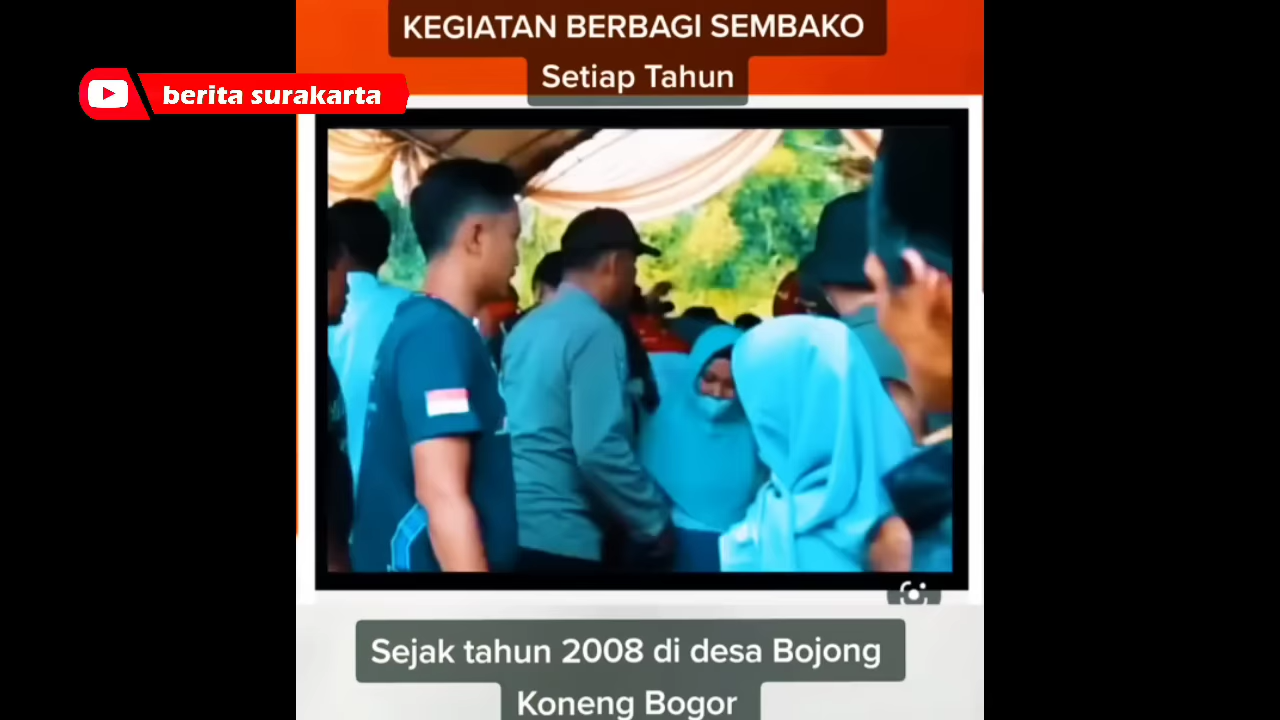 KEGIATAN BERBAGI SEMBAKO
Setiap Tahun
berita surakarta
Sejak tahun 2008 di desa Bojong
Koneng Bogor